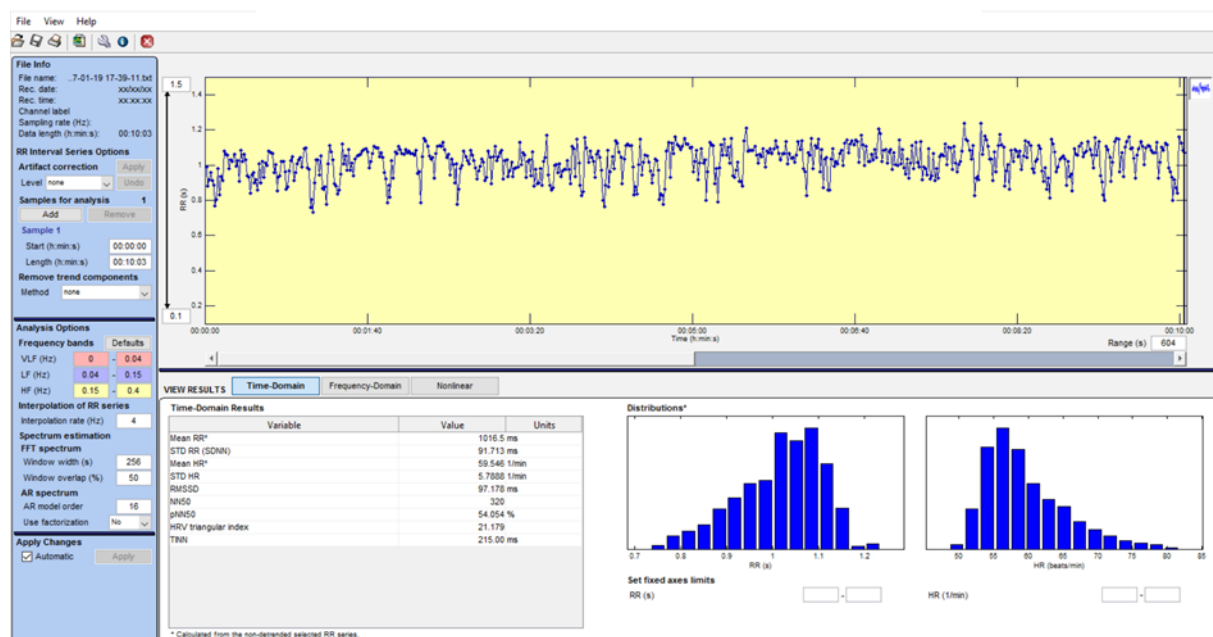 File View Help
File Info
File name: ..7-01-19 17-39-11.txt
Rec. date: xx/xx/xx
Rec. time: xx:xx:xx
Channel label
Sampling rate (Hz):
Data length (h:min:s): 00:10:03
RR Interval Series Options
Artifact correction Apply
Level none Undo
Samples for analysis 1
Add Remove
Sample 1
Start (h:min:s) 00:00:00
Length (h:min:s) 00:10:03
Remove trend components
Method none
Analysis Options
Frequency bands Defaults
VLF (Hz) 0 - 0.04
LF (Hz) 0.04 - 0.15
HF (Hz) 0.15 - 0.4
Interpolation of RR series
Interpolation rate (Hz) 4
Spectrum estimation
FFT spectrum
Window width (s) 256
Window overlap (%) 50
AR spectrum
AR model order 16
Use factorization No
Apply Changes
Automatic Apply
1.5
1.4
1.2
1
0.8
0.6
0.4
0.2
0.1
RR (s)
00:00:00 00:01:40 00:03:20 00:05:00 00:06:40 00:08:20 00:10:00
Time (h:min:s)
Range (s) 604
VIEW RESULTS Time-Domain Frequency-Domain Nonlinear
Time-Domain Results
Variable Value Units
Mean RR* 1016.5 ms
STD RR (SDNN) 91.713 ms
Mean HR* 59.546 1/min
STD HR 5.7888 1/min
RMSSD 97.178 ms
NN50 320
pNN50 54.054 %
HRV triangular index 21.179
TINN 215.00 ms
* Calculated from the non-detrended selected RR series.
Distributions*
0.7 0.8 0.9 1 1.1 1.2
RR (s)
50 55 60 65 70 75 80 85
HR (beats/min)
Set fixed axes limits
RR (s) - HR (1/min) -